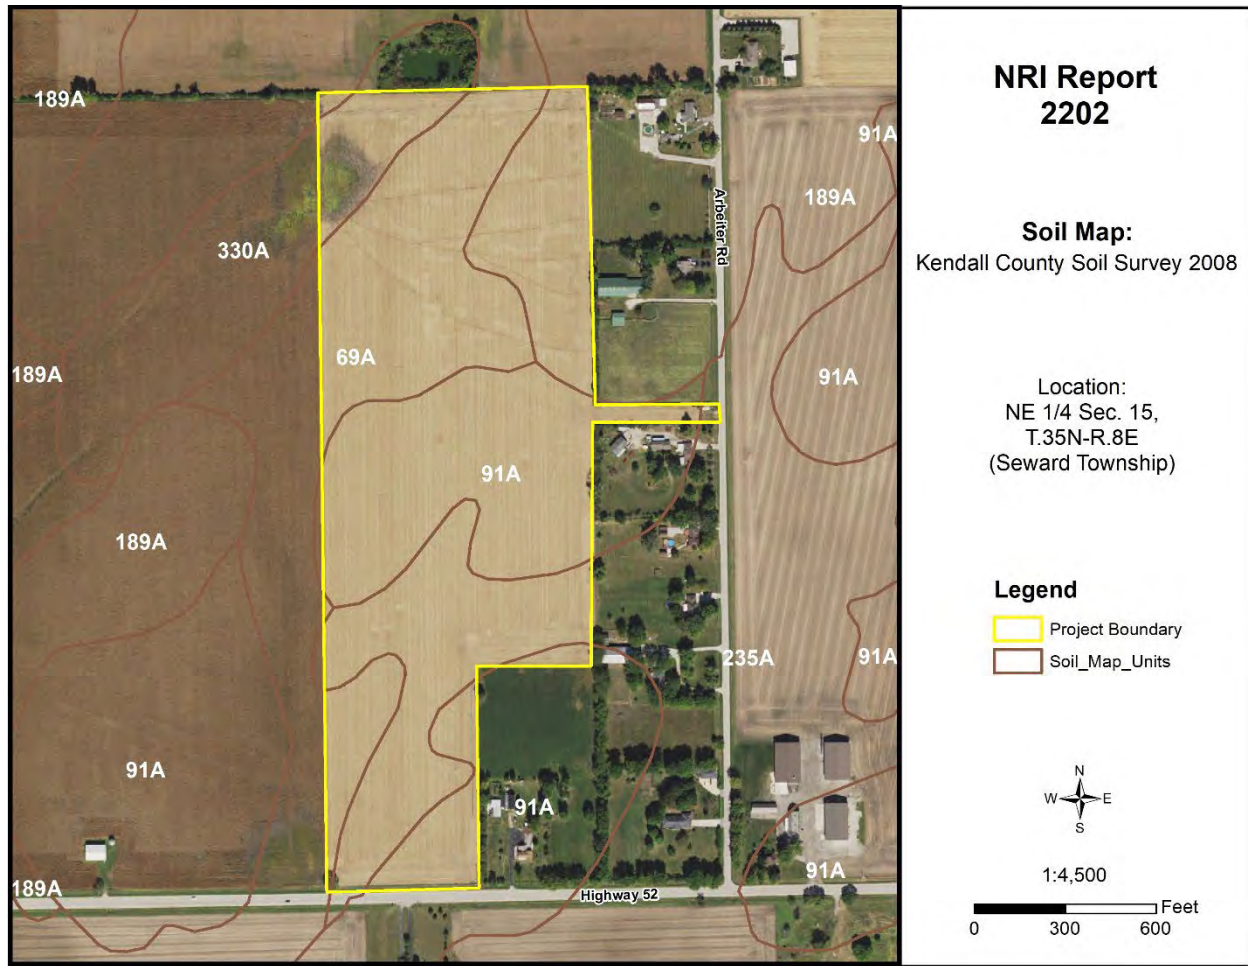 189A
330A
69A
189A
91A
189A
91A
189A
91A
Arbeiter Rd
189A
91A
91A
235A
91A
91A
Highway 52
NRI Report
2202
Soil Map:
Kendall County Soil Survey 2008
Location:
NE 1/4 Sec. 15,
T.35N-R.8E
(Seward Township)
Legend
Project Boundary
Soil_Map_Units
N
W E
S
1:4,500
Feet
0 300 600